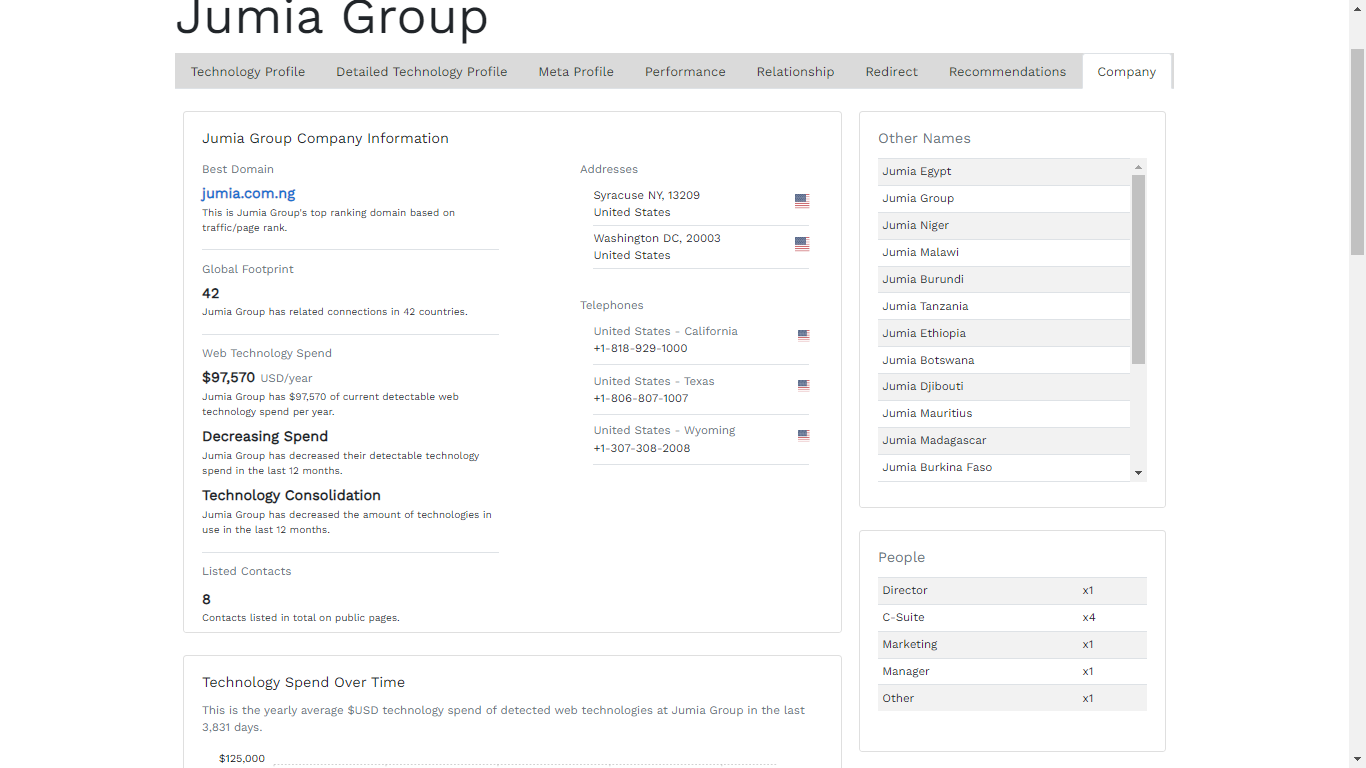 Jumia Group
Technology Profile Detailed Technology Profile Meta Profile Performance Relationship Redirect Recommendations Company
Jumia Group Company Information
Best Domain
jumia.com.ng
This is Jumia Group's top ranking domain based on
traffic/page rank.
Global Footprint
42
Jumia Group has related connections in 42 countries.
Web Technology Spend
$97,570 USD/year
Jumia Group has $97,570 of current detectable web
technology spend per year.
Decreasing Spend
Jumia Group has decreased their detectable technology
spend in the last 12 months.
Technology Consolidation
Jumia Group has decreased the amount of technologies in
use in the last 12 months.
Listed Contacts
8
Contacts listed in total on public pages.
Addresses
Syracuse NY, 13209
United States
Washington DC, 20003
United States
Telephones
United States - California
+1-818-929-1000
United States - Texas
+1-806-807-1007
United States - Wyoming
+1-307-308-2008
Other Names
Jumia Egypt
Jumia Group
Jumia Niger
Jumia Malawi
Jumia Burundi
Jumia Tanzania
Jumia Ethiopia
Jumia Botswana
Jumia Djibouti
Jumia Mauritius
Jumia Madagascar
Jumia Burkina Faso
People
Director x1
C-Suite x4
Marketing x1
Manager x1
Other x1
Technology Spend Over Time
This is the yearly average $USD technology spend of detected web technologies at Jumia Group in the last
3,831 days.
$125,000